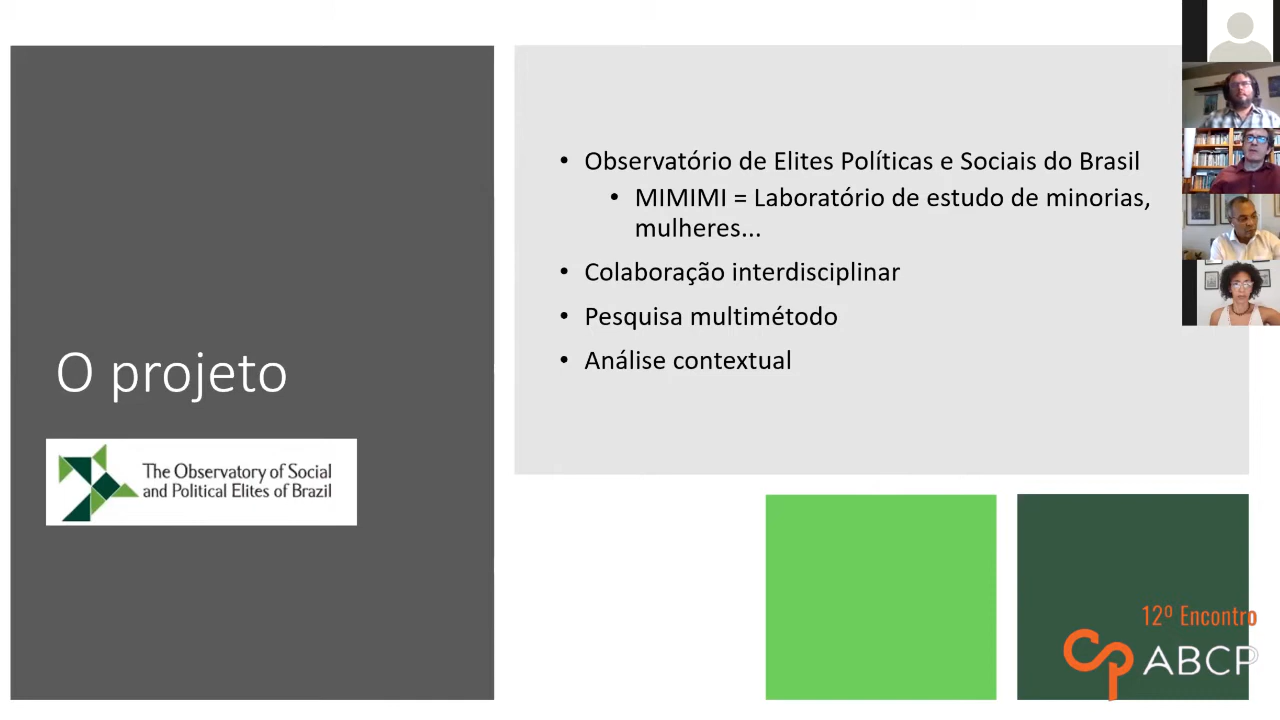 O projeto
The Observatory of Social
and Political Elites of Brazil
• Observatório de Elites Políticas e Sociais do Brasil
• MIMIMI = Laboratório de estudo de minorias,
mulheres...
• Colaboração interdisciplinar
• Pesquisa multimétodo
• Análise contextual
12º Encontro
ABCP